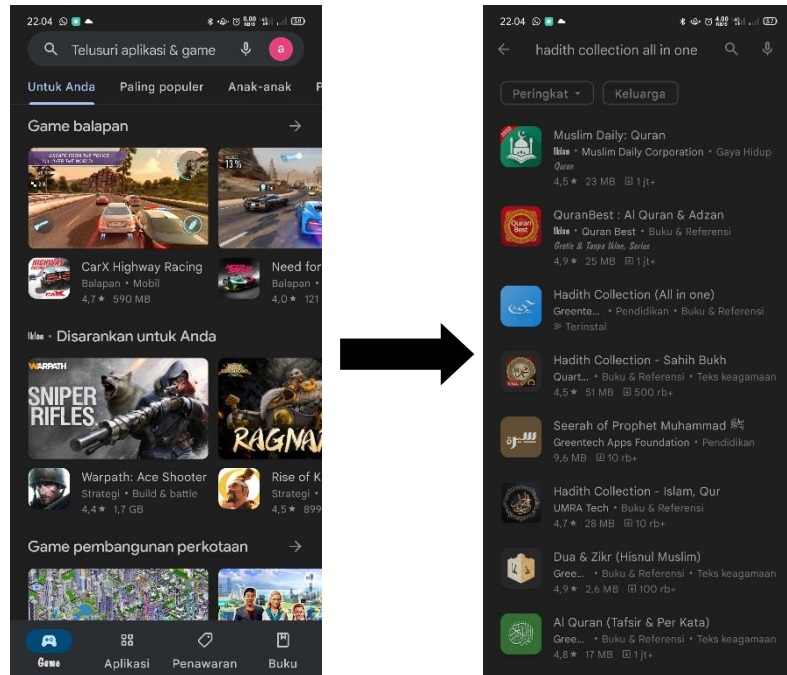 22.04
Telusuri aplikasi & game
a
Untuk Anda Paling populer Anak-anak P
Game balapan →
13 %
HIGHWAY
CarX Highway Racing
Balapan • Mobil
4,7★ 590 MB
Need for
Balapan •
4,0★ 121
Iklan • Disarankan untuk Anda
WARPATH
SNIPER
RIFLES
RAGNA
Warpath: Ace Shooter
Strategi • Build & battle
4,4★ 1,7 GB
Rise of K
Strategi •
4,5★ 899
Game pembangunan perkotaan →
Game Aplikasi Penawaran Buku
22.04
← hadith collection all in one
Peringkat Keluarga
Muslim Daily: Quran
Iklan • Muslim Daily Corporation • Gaya Hidup
Quran
4,5★ 23 MB 1 jt+
Quran Best
QuranBest : Al Quran & Adzan
Iklan • Quran Best • Buku & Referensi
Gratis & Tanpa Iklan, Serius
4,9★ 25 MB 1 jt+
Hadith Collection (All in one)
Greente... • Pendidikan • Buku & Referensi
Terinstal
Hadith Collection - Sahih Bukh
Quart... • Buku & Referensi • Teks keagamaan
4,5★ 51 MB 500 rb+
سيرة
Seerah of Prophet Muhammad ﷺ
Greentech Apps Foundation • Pendidikan
9,6 MB 10 rb+
Hadith Collection - Islam, Qur
UMRA Tech • Buku & Referensi
4,7★ 28 MB 10 rb+
Dua & Zikr (Hisnul Muslim)
Gree... • Buku & Referensi • Teks keagamaan
4,9★ 2,6 MB 100 rb+
Al Quran (Tafsir & Per Kata)
Gree... • Buku & Referensi • Teks keagamaan
4,8★ 17 MB 1 jt+